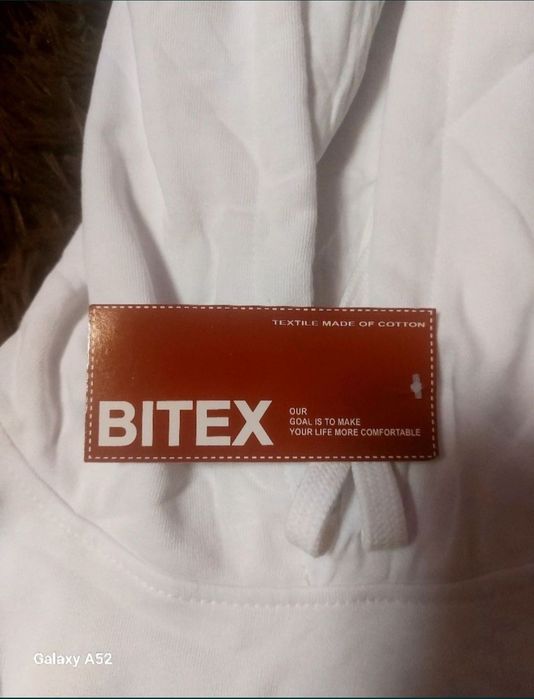 TEXTILE MADE OF COTTON
BITEX
OUR
GOAL IS TO MAKE
YOUR LIFE MORE COMFORTABLE
Galaxy A52